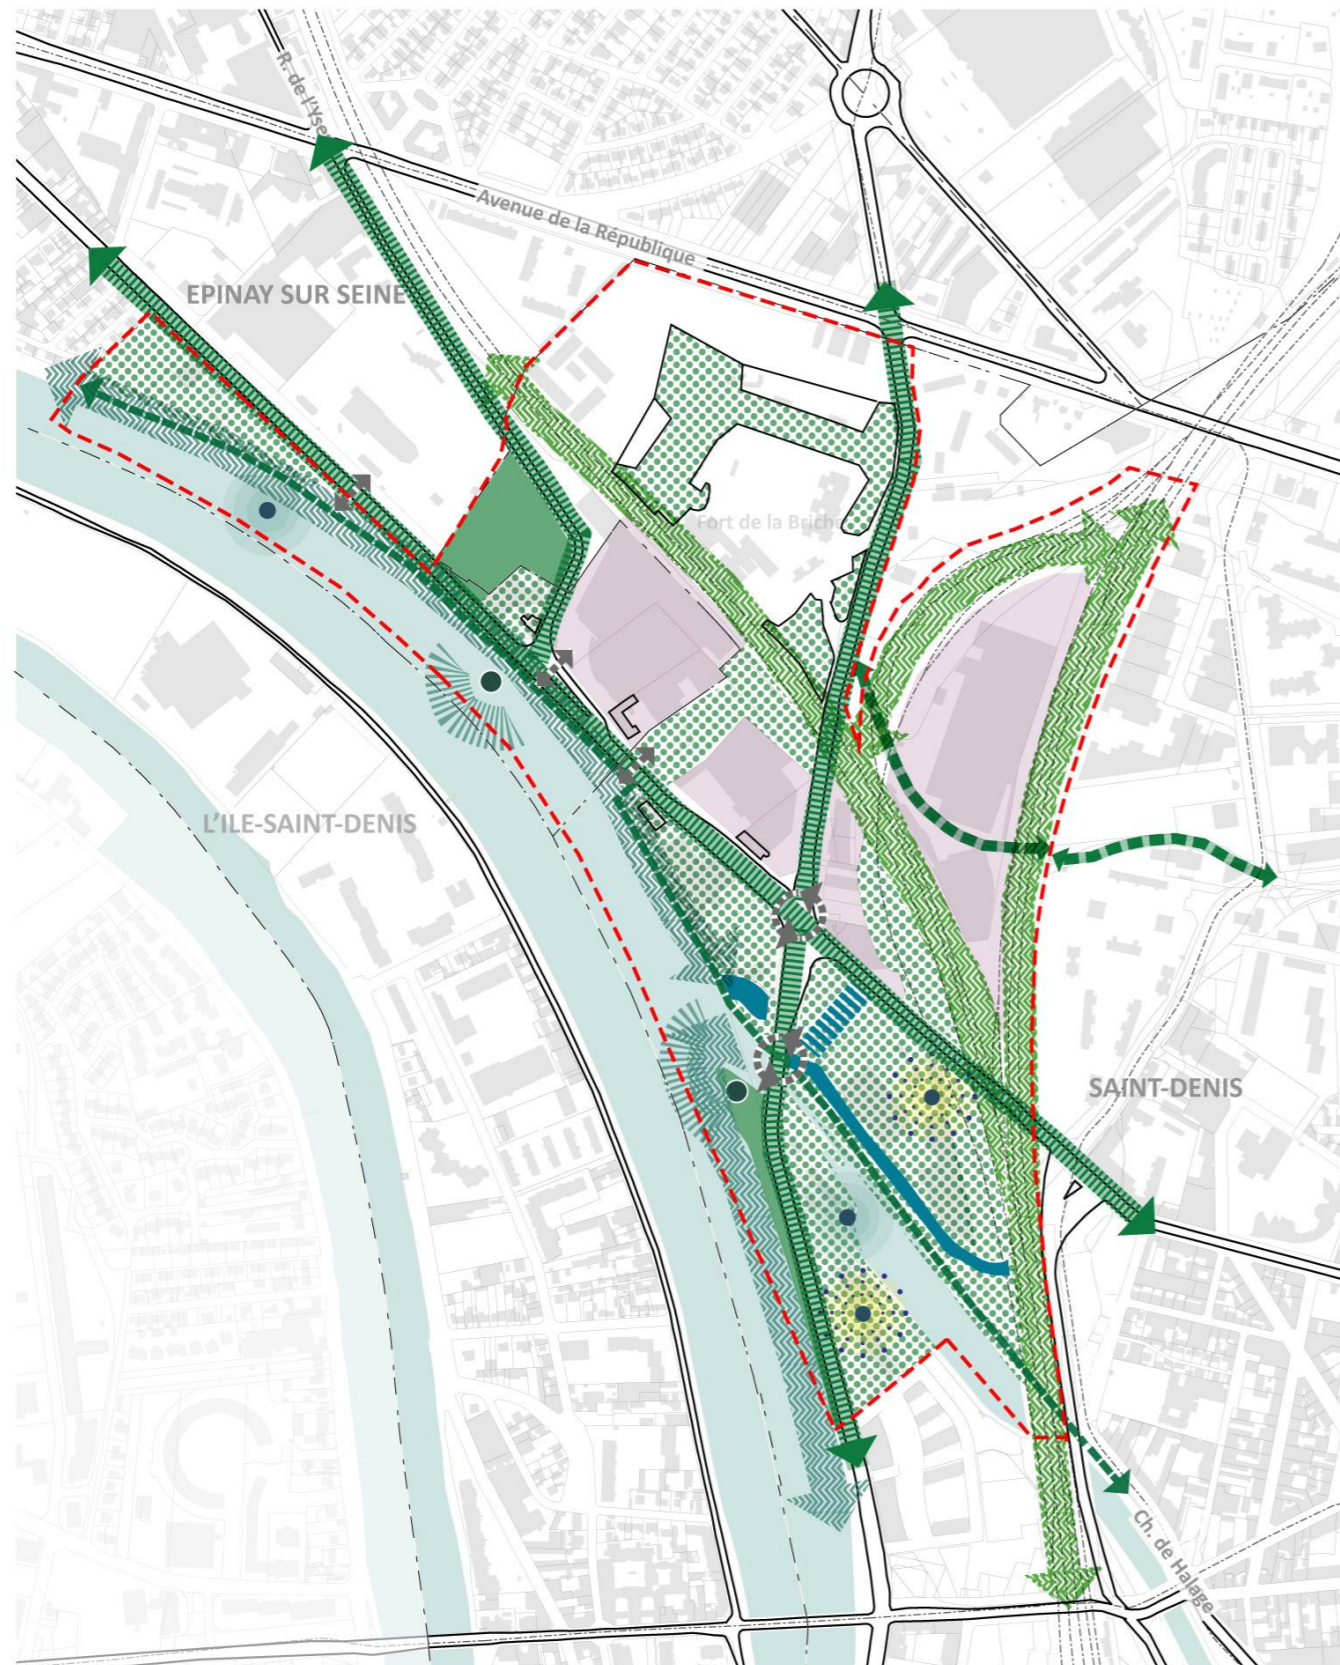 R. de l'Yser
Avenue de la République
EPINAY SUR SEINE
Fort de la Briche
L'ILE-SAINT-DENIS
SAINT-DENIS
Ch. de Halage